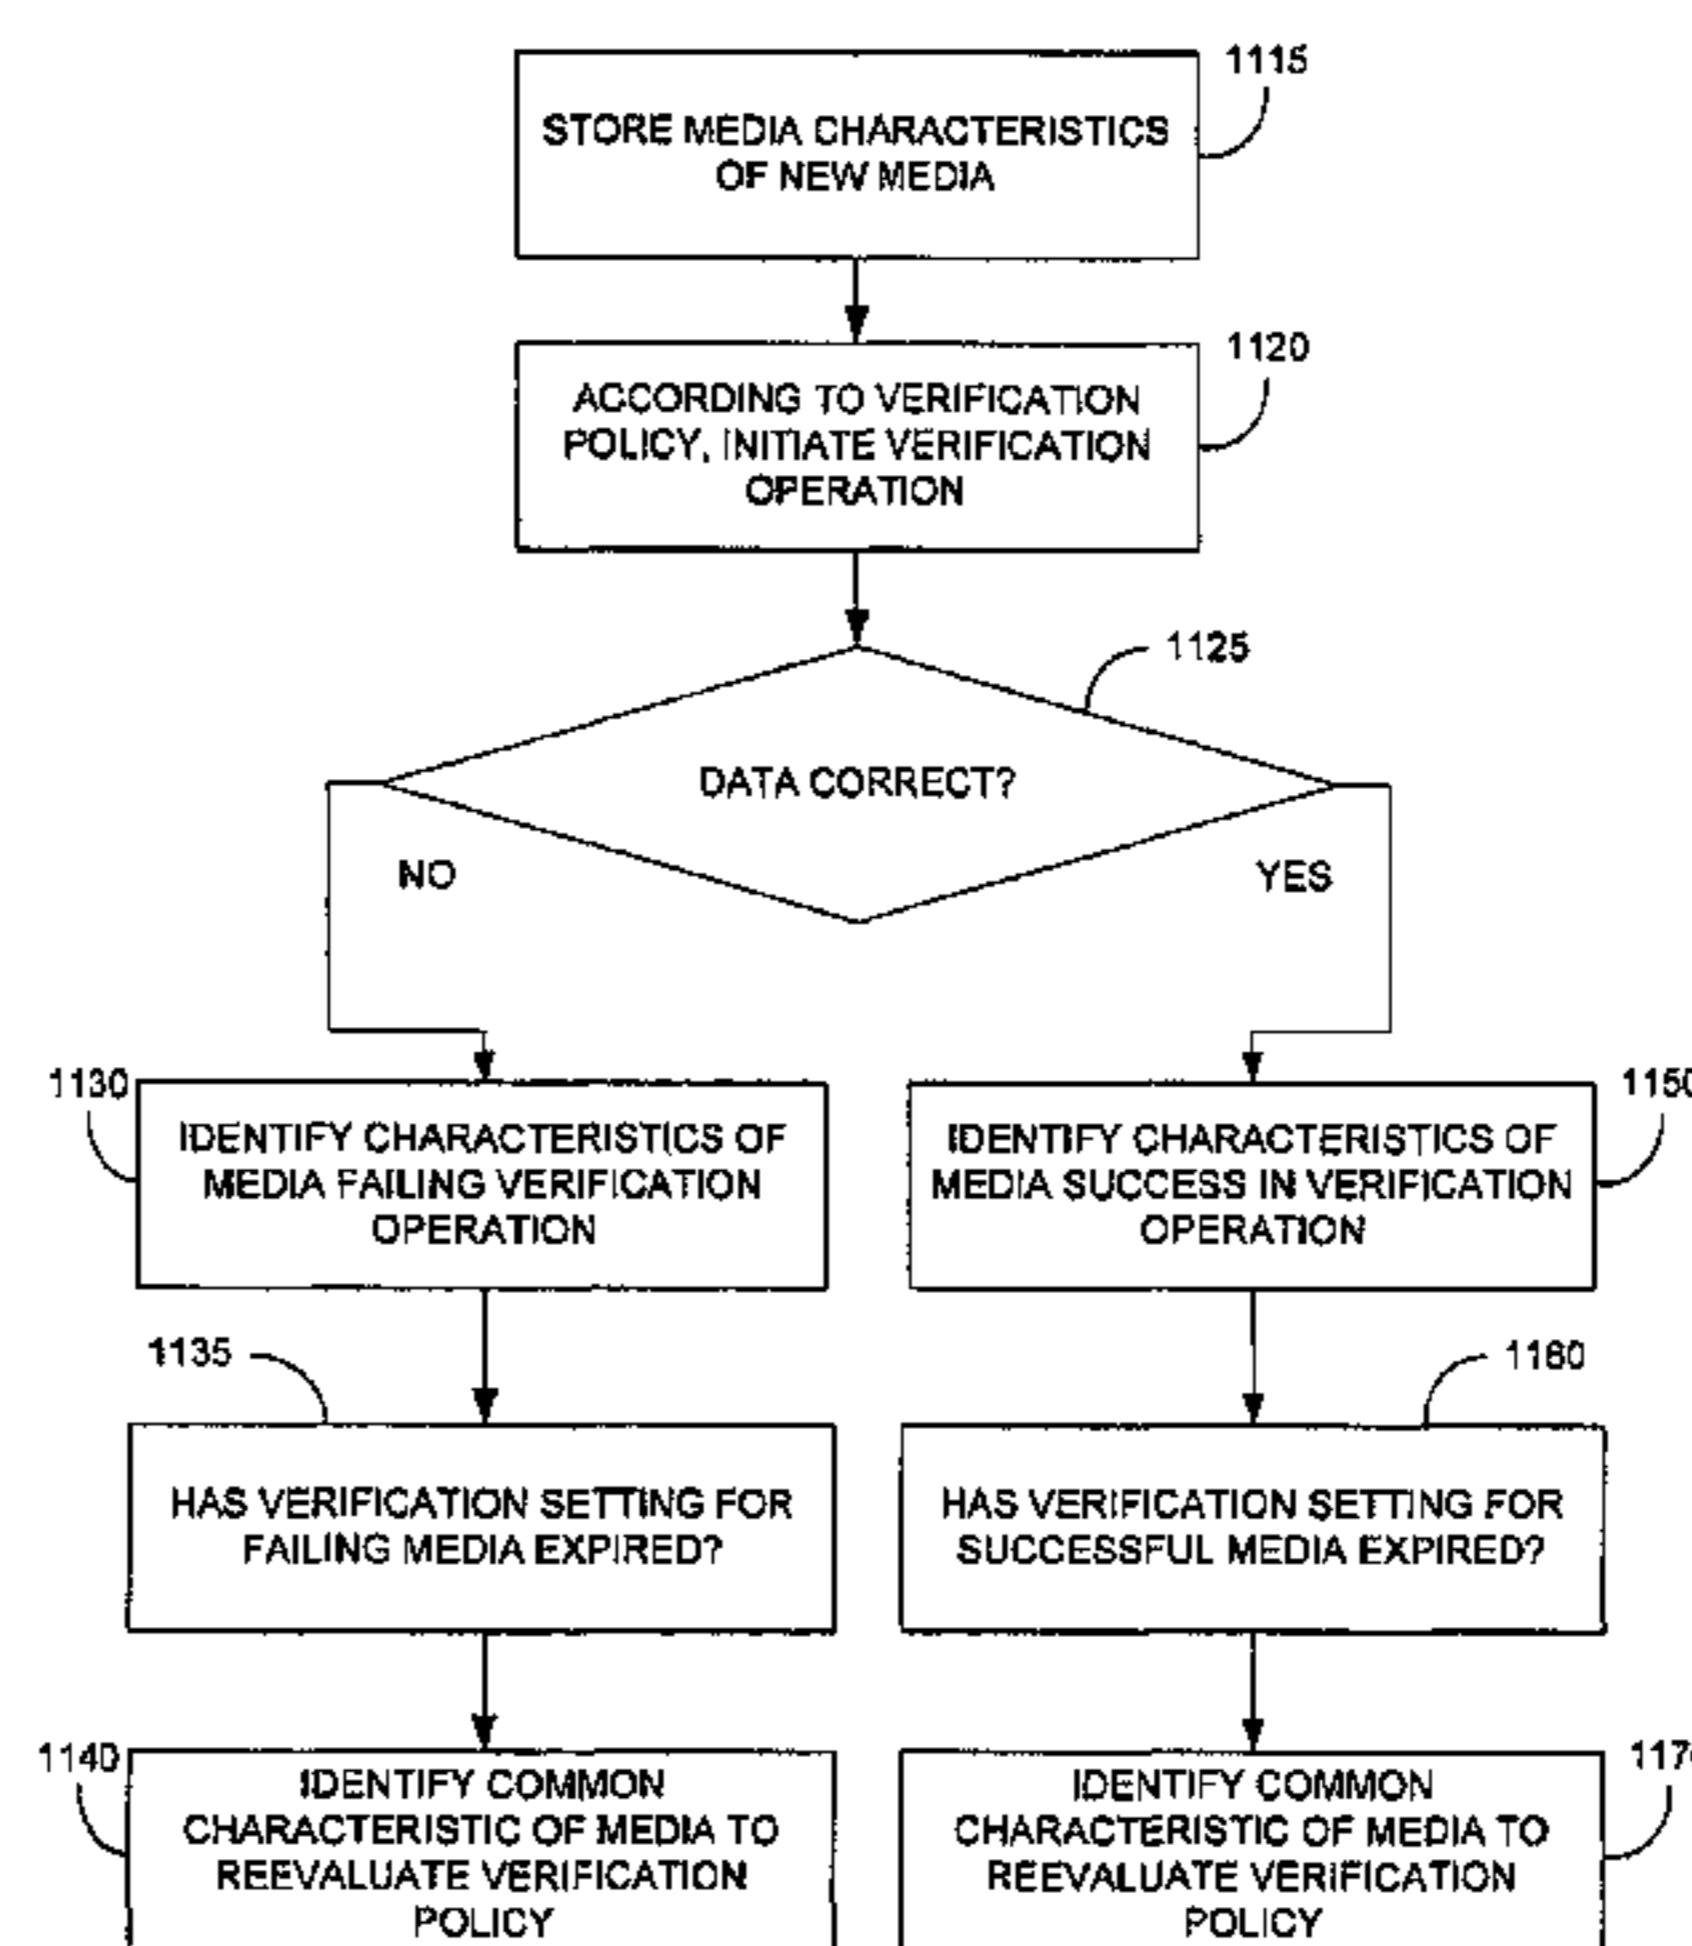 1115
STORE MEDIA CHARACTERISTICS
OF NEW MEDIA
1120
ACCORDING TO VERIFICATION
POLICY, INITIATE VERIFICATION
OPERATION
1125
DATA CORRECT?
NO
YES
1130
IDENTIFY CHARACTERISTICS OF
MEDIA FAILING VERIFICATION
OPERATION
1150
IDENTIFY CHARACTERISTICS OF
MEDIA SUCCESS IN VERIFICATION
OPERATION
1135
HAS VERIFICATION SETTING FOR
FAILING MEDIA EXPIRED?
1160
HAS VERIFICATION SETTING FOR
SUCCESSFUL MEDIA EXPIRED?
1140
IDENTIFY COMMON
CHARACTERISTIC OF MEDIA TO
REEVALUATE VERIFICATION
POLICY
IDENTIFY COMMON
CHARACTERISTIC OF MEDIA TO
REEVALUATE VERIFICATION
POLICY